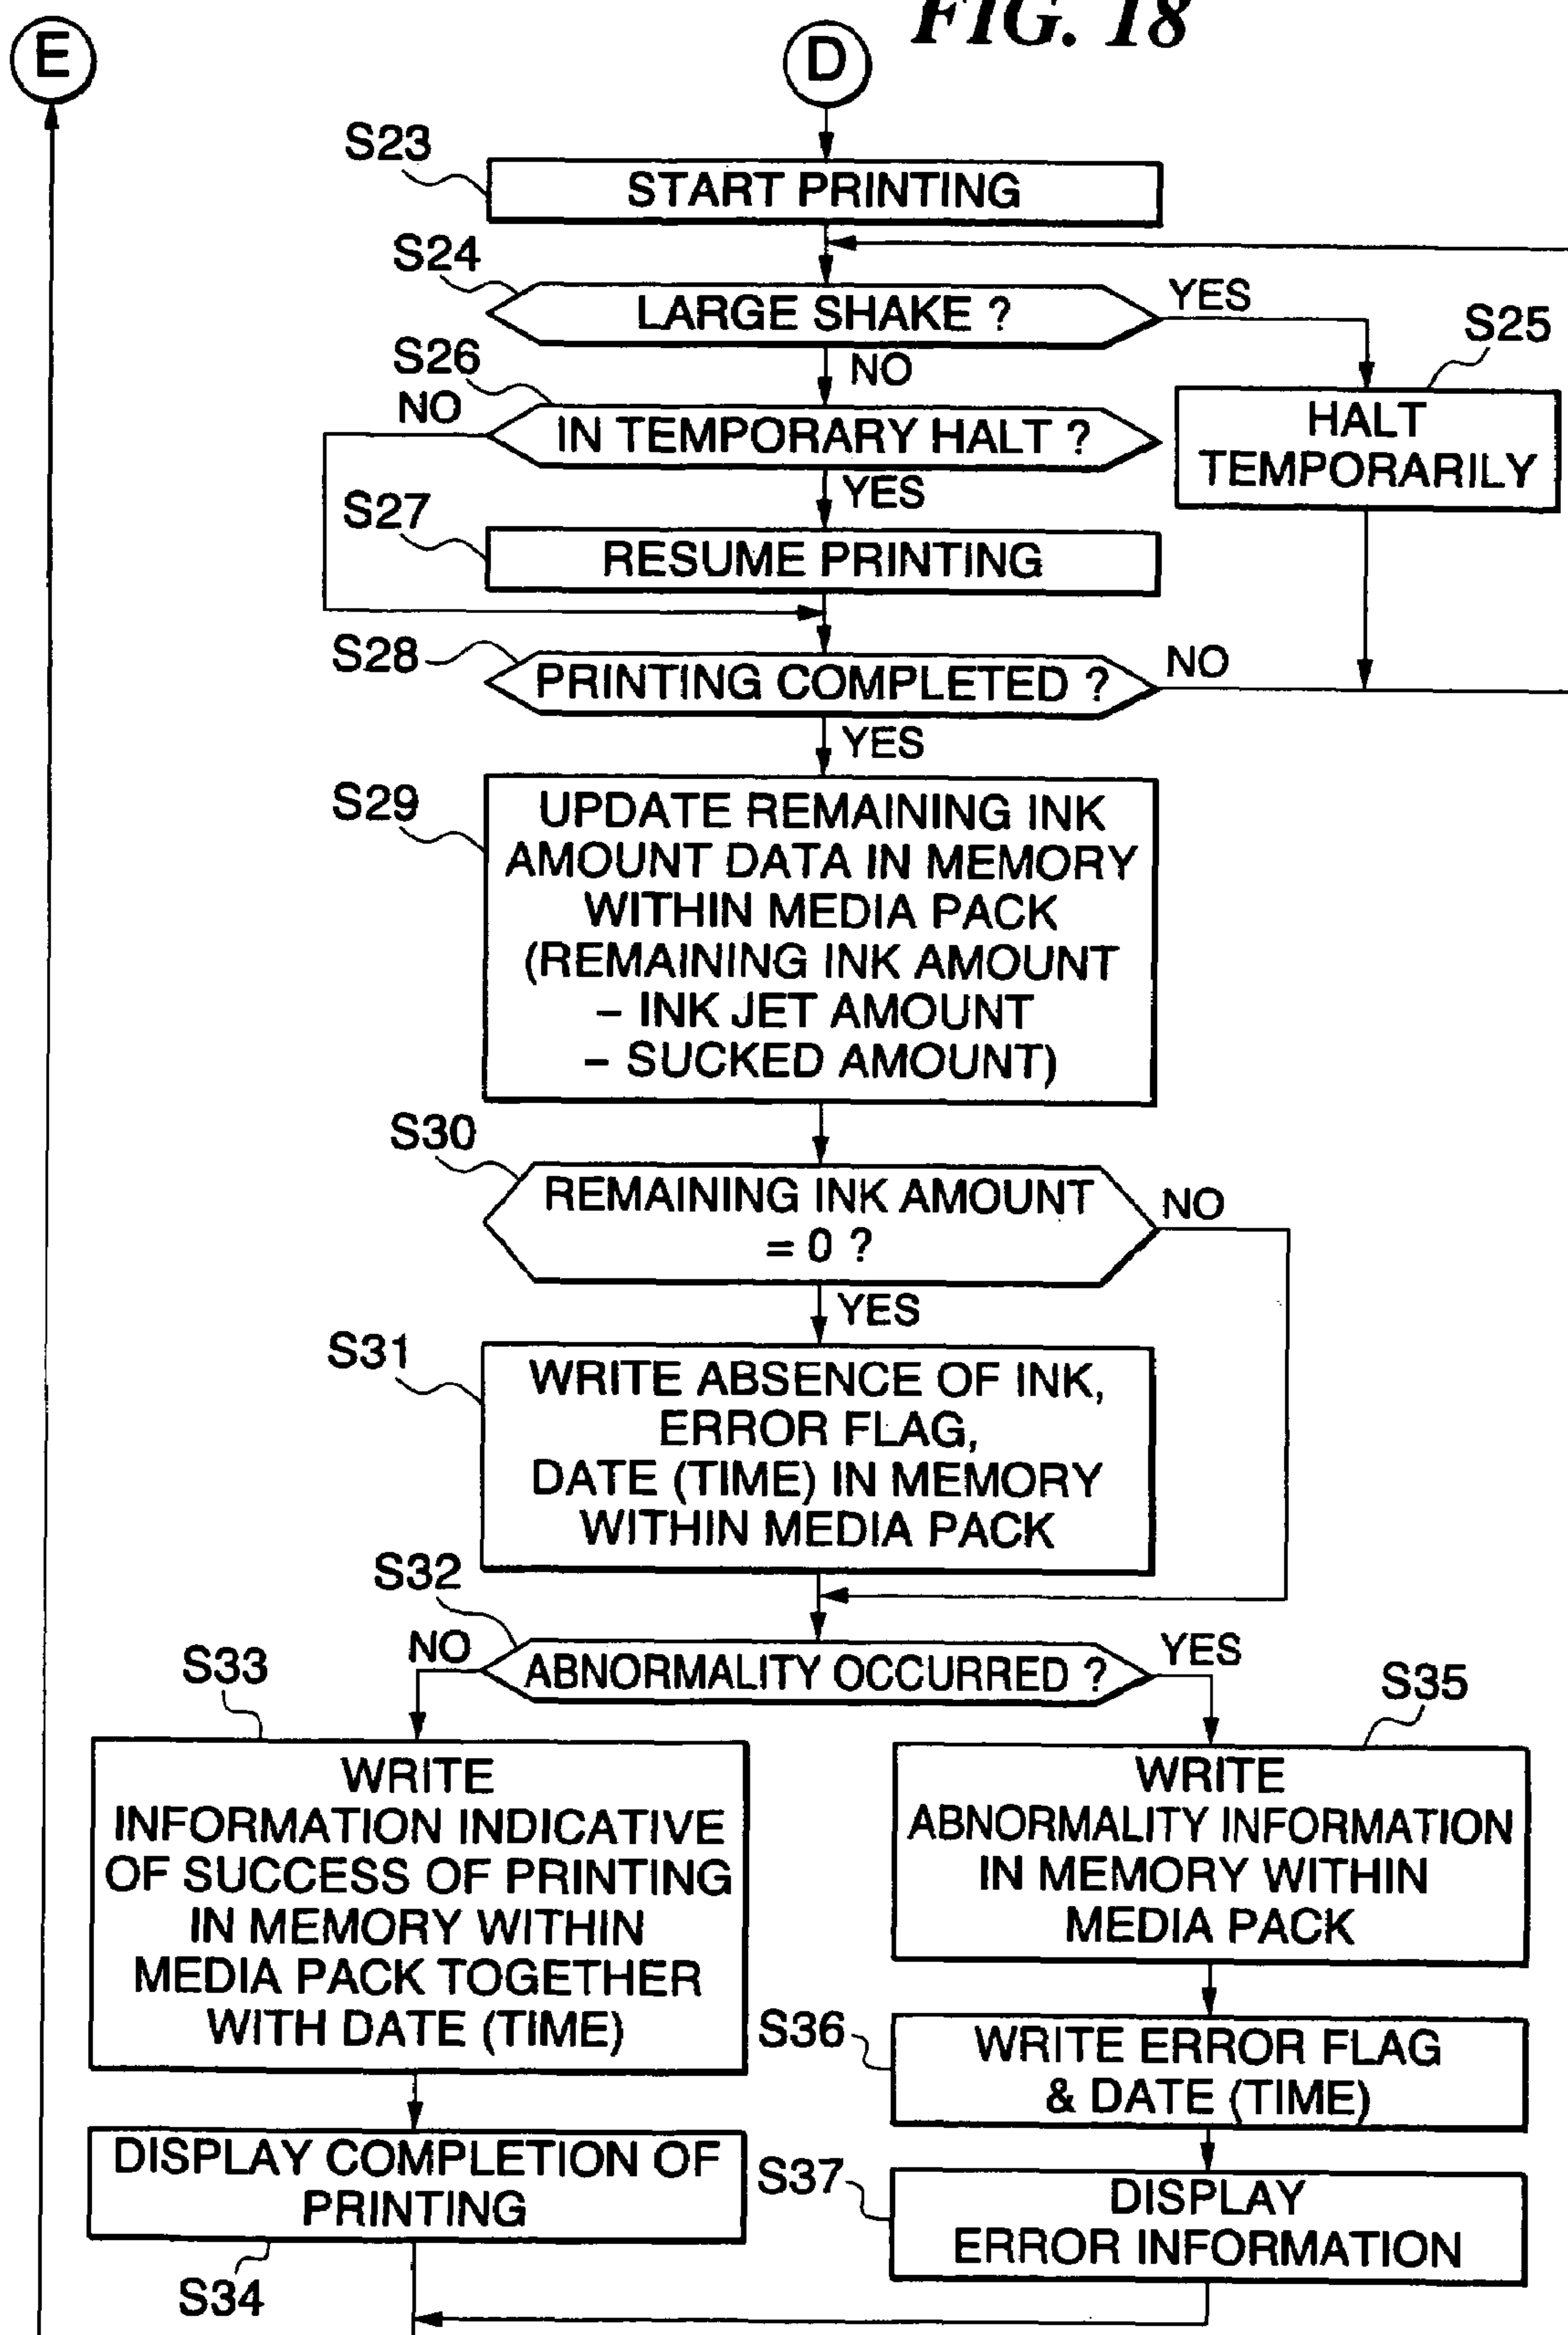 FIG. 18
E
D
S23
START PRINTING
S24
LARGE SHAKE ?
YES
S25
HALT
TEMPORARILY
NO
S26
NO
IN TEMPORARY HALT ?
YES
S27
RESUME PRINTING
S28
PRINTING COMPLETED ?
NO
YES
S29
UPDATE REMAINING INK
AMOUNT DATA IN MEMORY
WITHIN MEDIA PACK
(REMAINING INK AMOUNT
– INK JET AMOUNT
– SUCKED AMOUNT)
S30
REMAINING INK AMOUNT
= 0 ?
NO
YES
S31
WRITE ABSENCE OF INK,
ERROR FLAG,
DATE (TIME) IN MEMORY
WITHIN MEDIA PACK
S32
NO
ABNORMALITY OCCURRED ?
YES
S33
WRITE
INFORMATION INDICATIVE
OF SUCCESS OF PRINTING
IN MEMORY WITHIN
MEDIA PACK TOGETHER
WITH DATE (TIME)
S35
WRITE
ABNORMALITY INFORMATION
IN MEMORY WITHIN
MEDIA PACK
S36
WRITE ERROR FLAG
& DATE (TIME)
DISPLAY COMPLETION OF
PRINTING
S34
S37
DISPLAY
ERROR INFORMATION